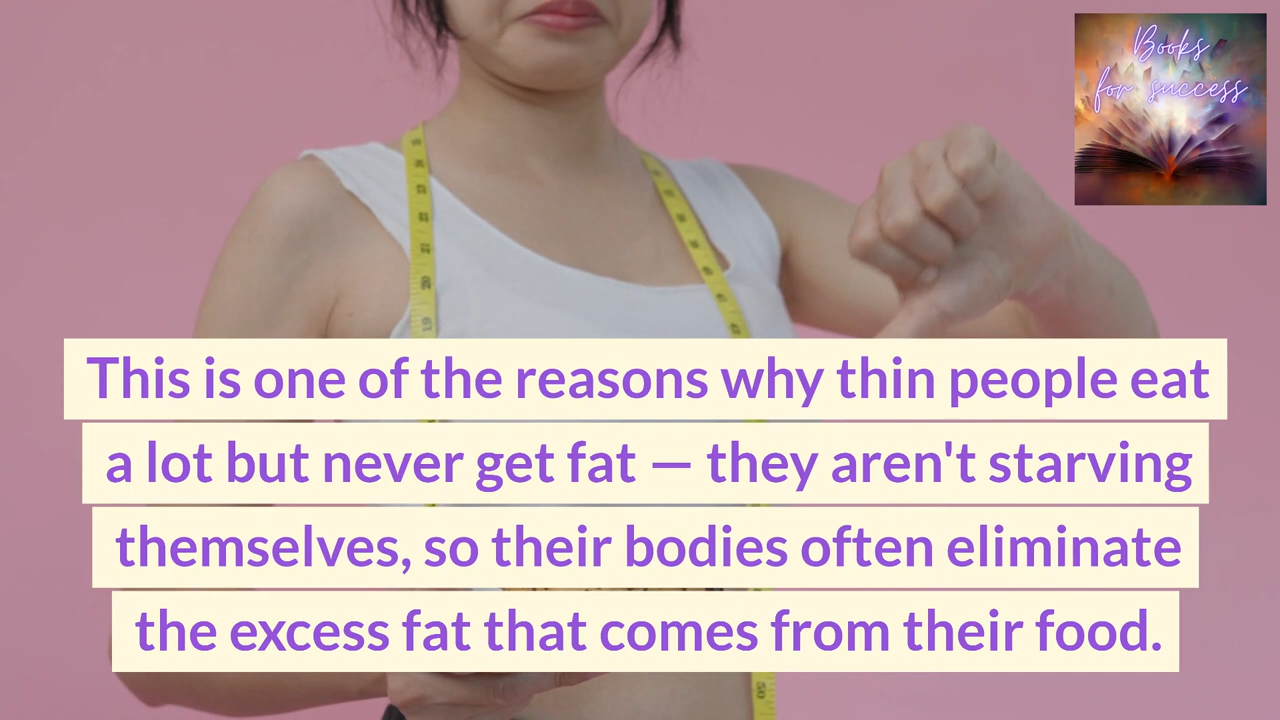 Books
for success
This is one of the reasons why thin people eat
a lot but never get fat — they aren't starving
themselves, so their bodies often eliminate
the excess fat that comes from their food.